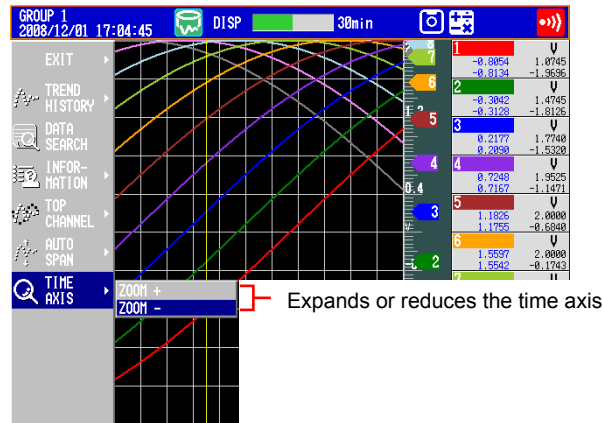 GROUP 1
2008/12/01 17:04:45
DISP
30min
EXIT
TREND
HISTORY
DATA
SEARCH
INFOR-
MATION
TOP
CHANNEL
AUTO
SPAN
TIME
AXIS
ZOOM +
ZOOM -
Expands or reduces the time axis
8
7
6
5
4
0.4
3
2
1 V
-0.8054 1.0745
-0.8134 -1.9696
2 V
-0.3042 1.4745
-0.3128 -1.8126
3 V
0.2177 1.7740
0.2090 -1.5320
4 V
0.7248 1.9525
0.7167 -1.1471
5 V
1.1826 2.0000
1.1755 -0.6840
6 V
1.5597 2.0000
1.5542 -0.1743